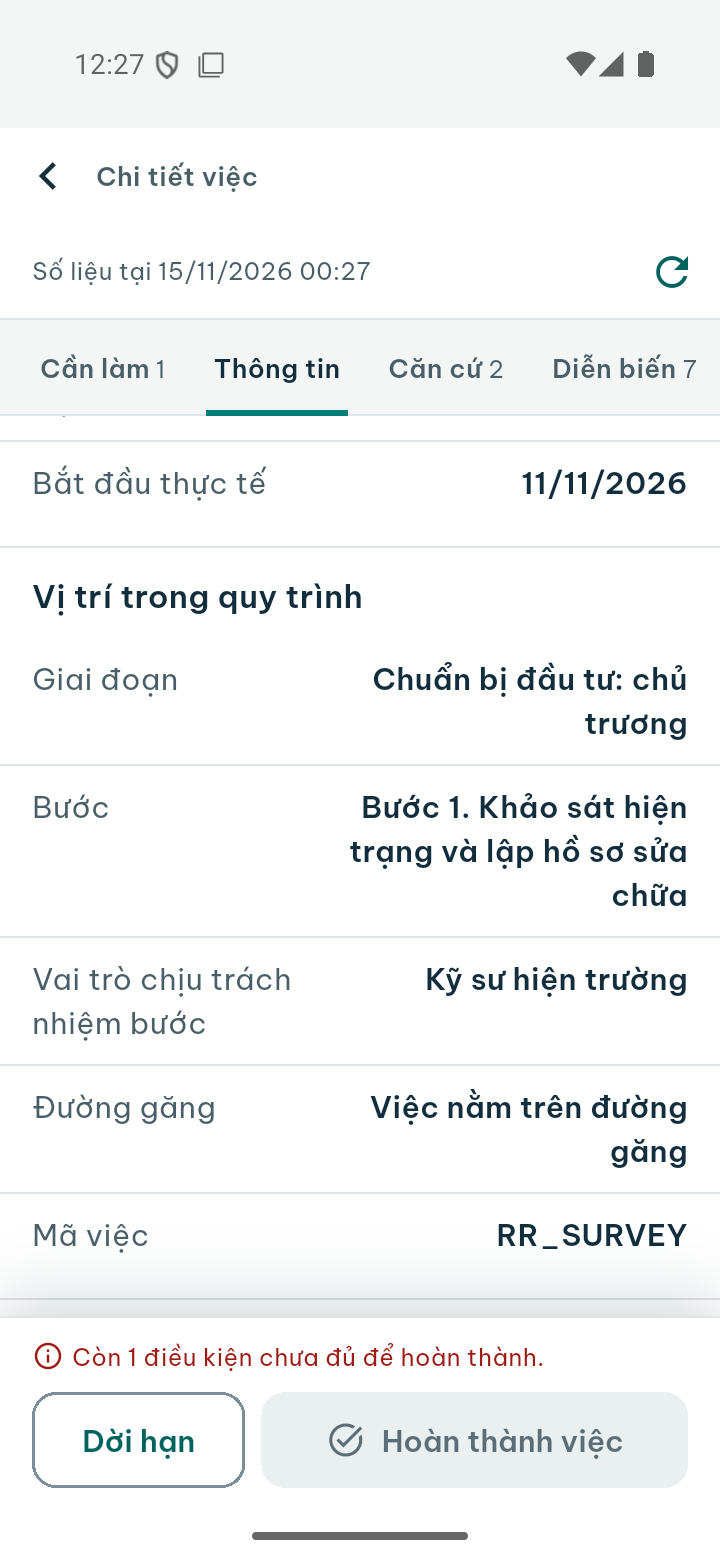 12:27
Chi tiết việc
Số liệu tại 15/11/2026 00:27
Cần làm 1 Thông tin Căn cứ 2 Diễn biến 7
Bắt đầu thực tế 11/11/2026
Vị trí trong quy trình
Giai đoạn Chuẩn bị đầu tư: chủ
trương
Bước Bước 1. Khảo sát hiện
trạng và lập hồ sơ sửa
chữa
Vai trò chịu trách Kỹ sư hiện trường
nhiệm bước
Đường găng Việc nằm trên đường
găng
Mã việc RR_SURVEY
Còn 1 điều kiện chưa đủ để hoàn thành.
Dời hạn Hoàn thành việc